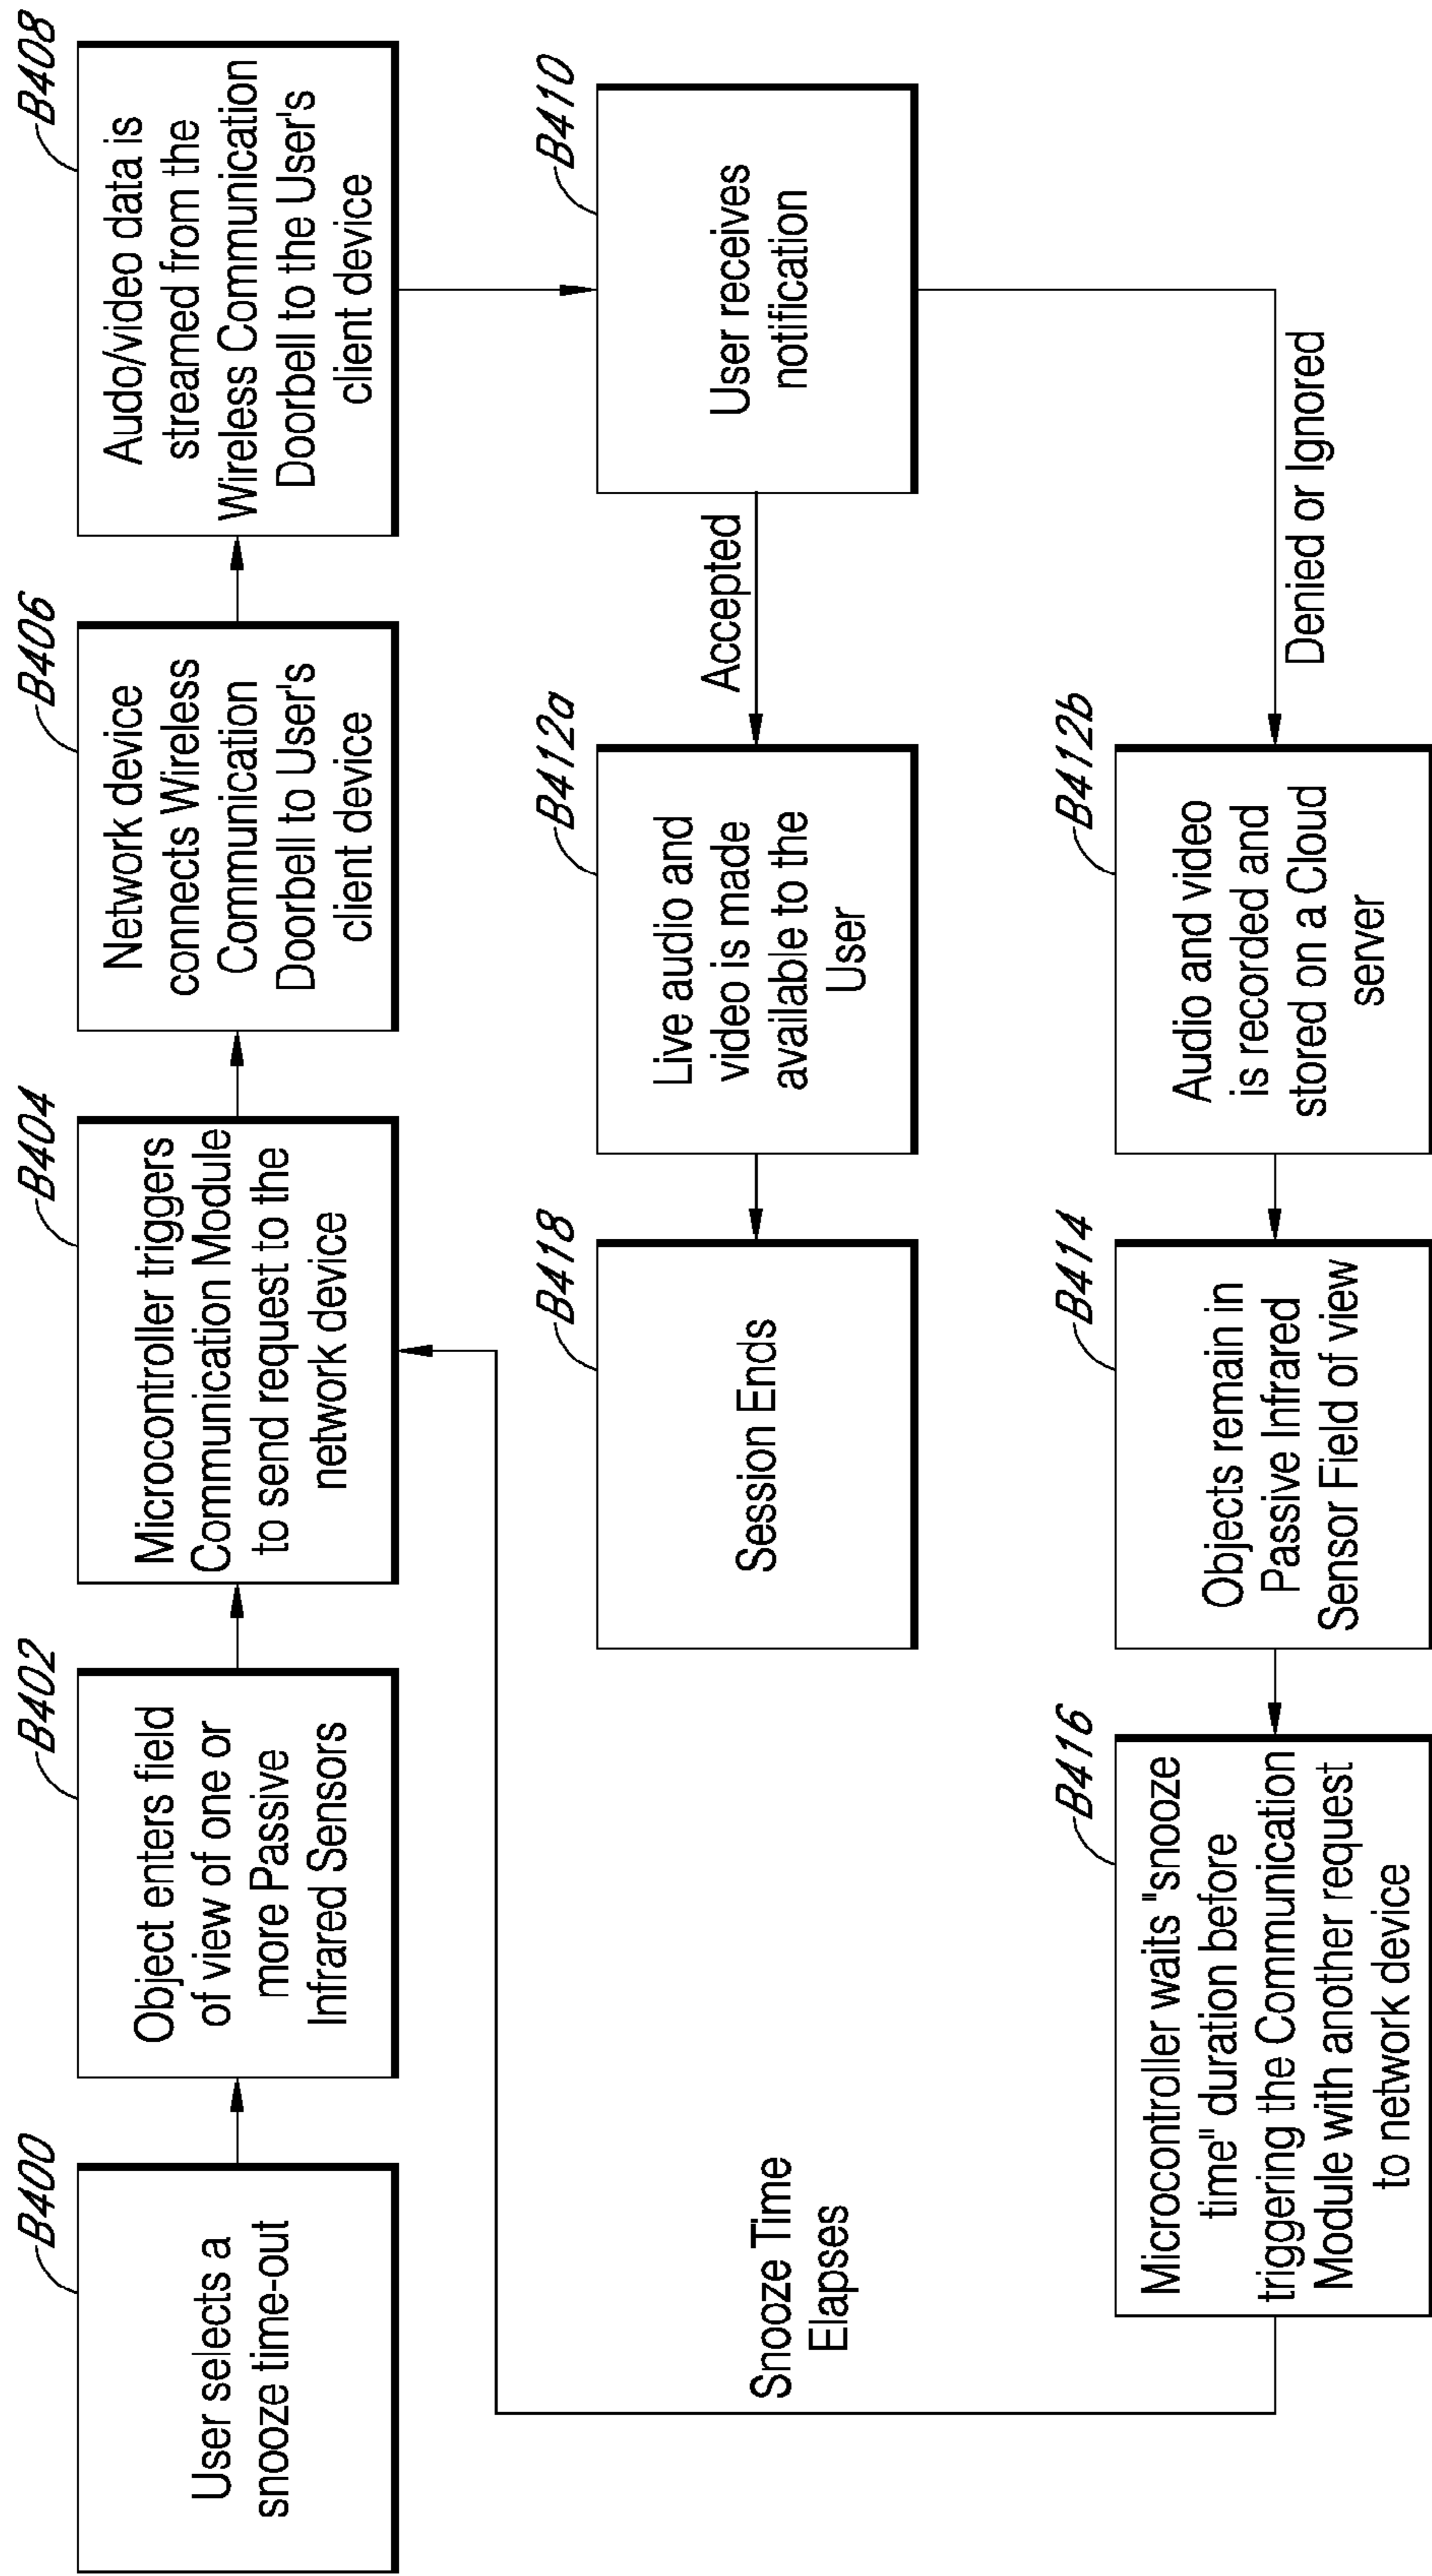 B400
User selects a
snooze time-out
B402
Object enters field
of view of one or
more Passive
Infrared Sensors
B404
Microcontroller triggers
Communication Module
to send request to the
network device
B406
Network device
connects Wireless
Communication
Doorbell to User's
client device
B408
Audo/video data is
streamed from the
Wireless Communication
Doorbell to the User's
client device
B410
User receives
notification
Accepted
B412a
Live audio and
video is made
available to the
User
B418
Session Ends
Denied or Ignored
B412b
Audio and video
is recorded and
stored on a Cloud
server
B414
Objects remain in
Passive Infrared
Sensor Field of view
B416
Microcontroller waits "snooze
time" duration before
triggering the Communication
Module with another request
to network device
Snooze Time
Elapses